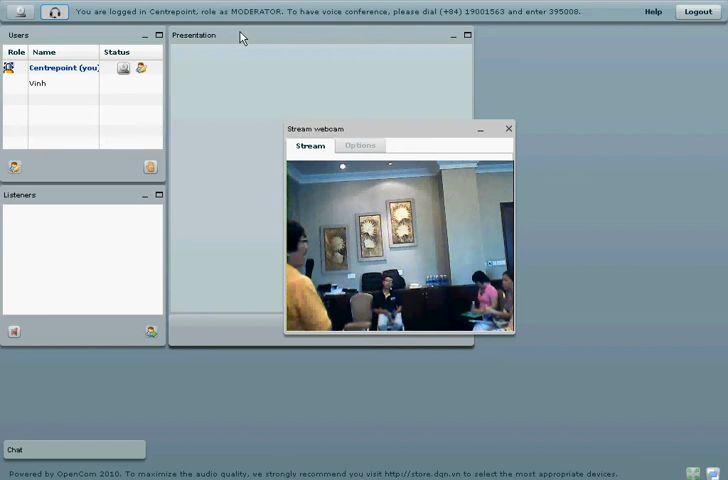 You are logged in Centrepoint, role as MODERATOR. To have voice conference, please dial (+84) 19001563 and enter 395008.
Help
Logout
Users
Role Name Status
Centrepoint (you)
Vinh
Listeners
Presentation
Stream webcam
Stream Options
Chat
Powered by OpenCom 2010. To maximize the audio quality, we strongly recommend you visit http://store.dqn.vn to select the most appropriate devices.